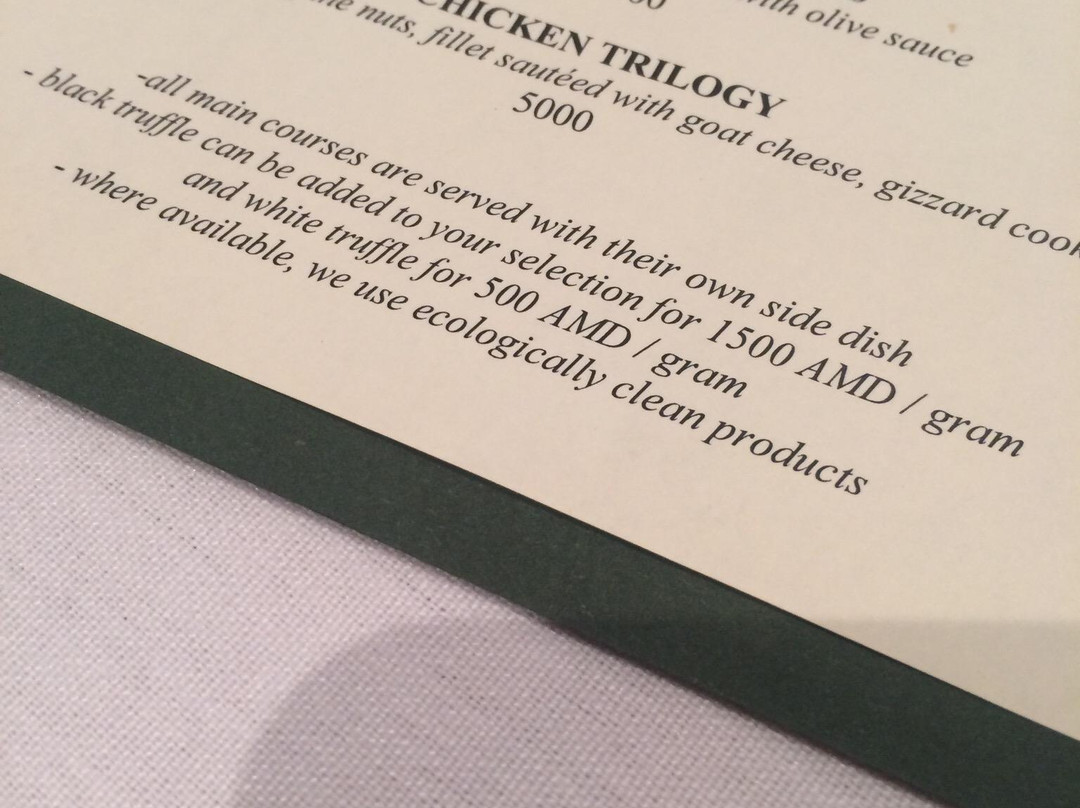 with olive sauce
CHICKEN TRILOGY
nuts, fillet sautéed with goat cheese, gizzard
5000
-all main courses are served with their own side dish
- black truffle can be added to your selection for 1500 AMD / gram
and white truffle for 500 AMD / gram
- where available, we use ecologically clean products